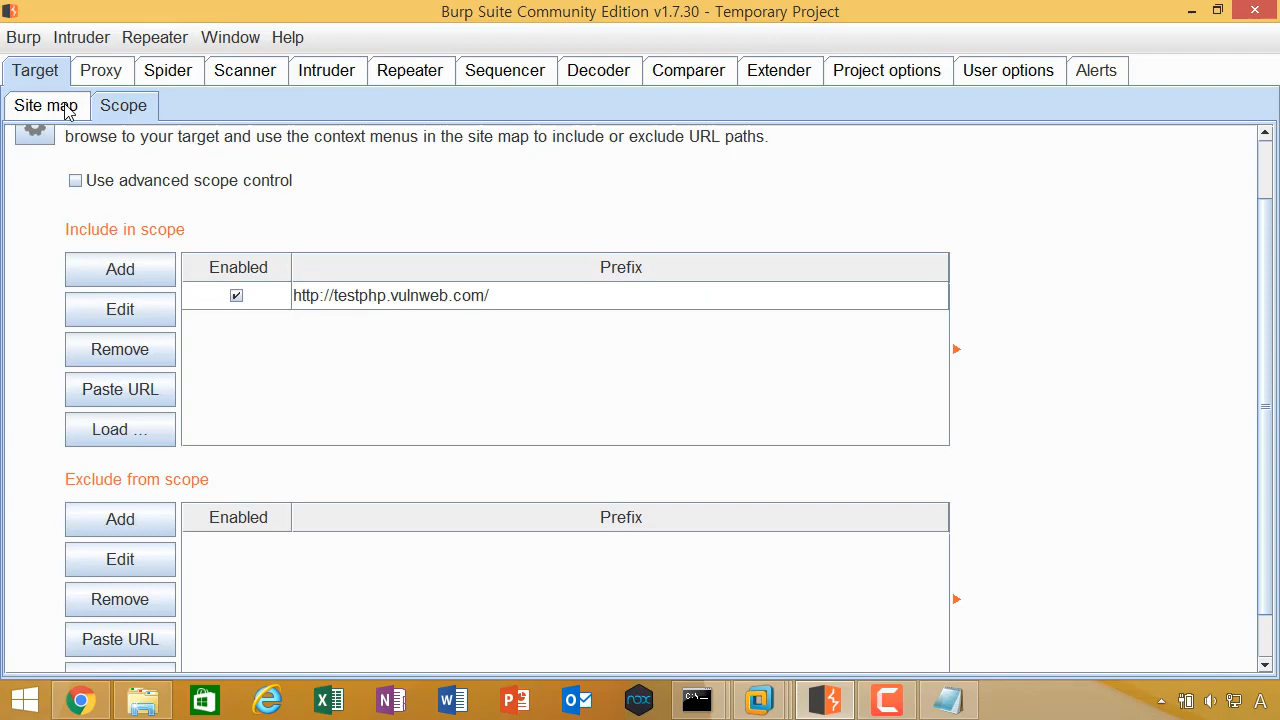 Burp Suite Community Edition v1.7.30 - Temporary Project
Burp Intruder Repeater Window Help
Target Proxy Spider Scanner Intruder Repeater Sequencer Decoder Comparer Extender Project options User options Alerts
Site map Scope
browse to your target and use the context menus in the site map to include or exclude URL paths.
Use advanced scope control
Include in scope
Add Enabled Prefix
http://testphp.vulnweb.com/
Edit
Remove
Paste URL
Load ...
Exclude from scope
Add Enabled Prefix
Edit
Remove
Paste URL
nox C:\ A